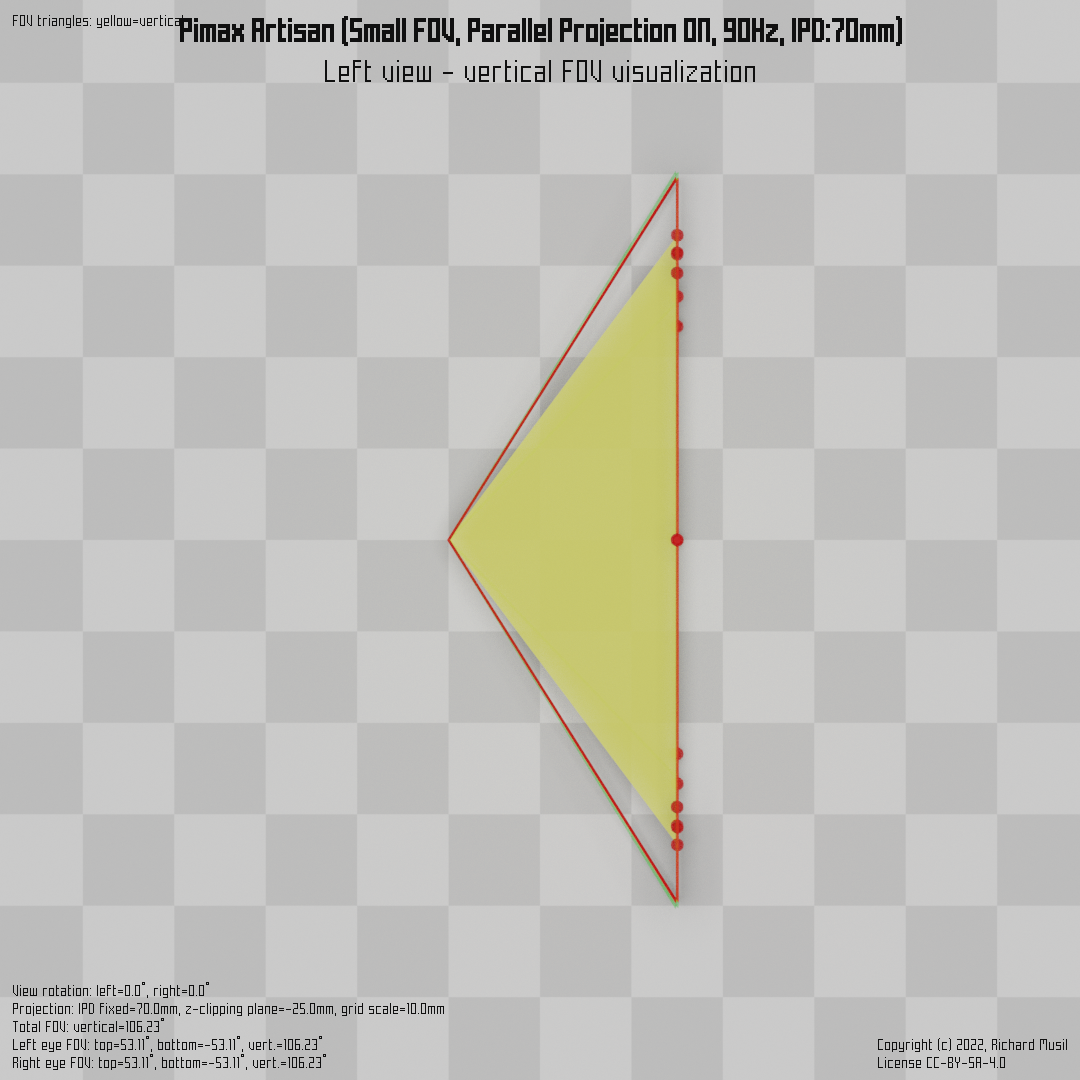 FOV triangles: yellow=vertical
Pimax Artisan (Small FOV, Parallel Projection ON, 90Hz, IPD:70mm)
Left view - vertical FOV visualization
View rotation: left=0.0°, right=0.0°
Projection: IPD fixed=70.0mm, z-clipping plane=-25.0mm, grid scale=10.0mm
Total FOV: vertical=106.23°
Left eye FOV: top=53.11°, bottom=-53.11°, vert.=106.23°
Right eye FOV: top=53.11°, bottom=-53.11°, vert.=106.23°
Copyright (c) 2022, Richard Musil
License CC-BY-SA-4.0